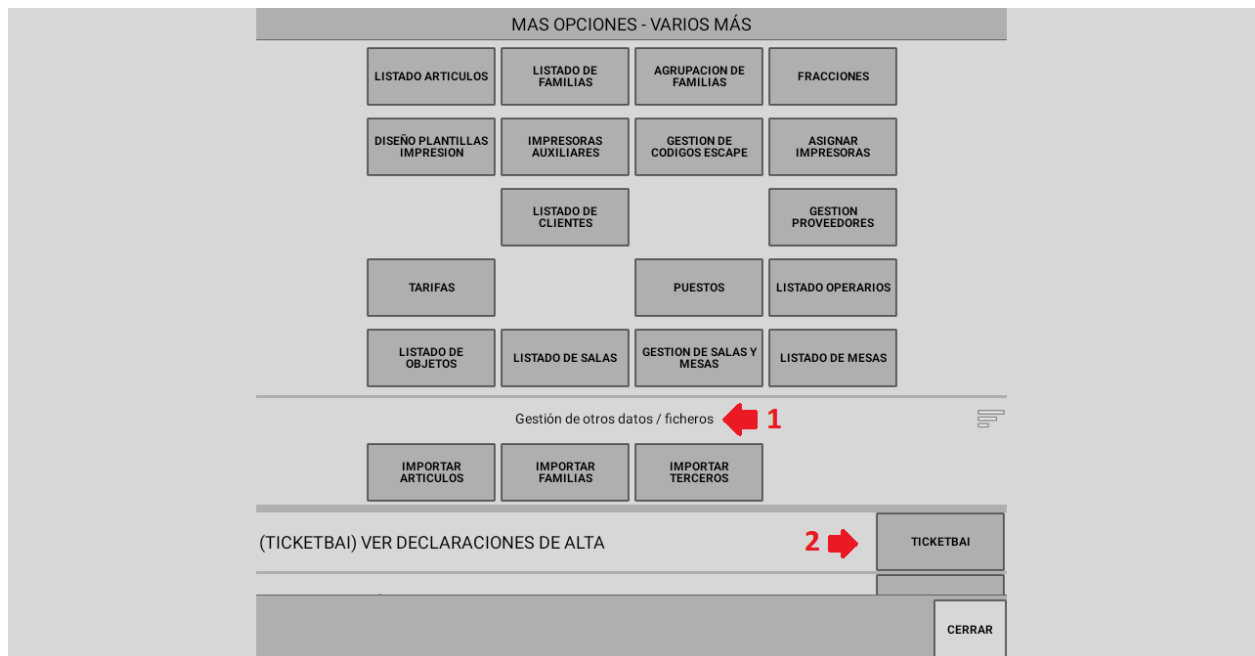 MAS OPCIONES - VARIOS MÁS
LISTADO ARTICULOS
LISTADO DE
FAMILIAS
AGRUPACION DE
FAMILIAS
FRACCIONES
DISEÑO PLANTILLAS
IMPRESION
IMPRESORAS
AUXILIARES
GESTION DE
CODIGOS ESCAPE
ASIGNAR
IMPRESORAS
LISTADO DE
CLIENTES
GESTION
PROVEEDORES
TARIFAS
PUESTOS
LISTADO OPERARIOS
LISTADO DE
OBJETOS
LISTADO DE SALAS
GESTION DE SALAS Y
MESAS
LISTADO DE MESAS
Gestión de otros datos / ficheros
1
IMPORTAR
ARTICULOS
IMPORTAR
FAMILIAS
IMPORTAR
TERCEROS
(TICKETBAI) VER DECLARACIONES DE ALTA
2
TICKETBAI
CERRAR